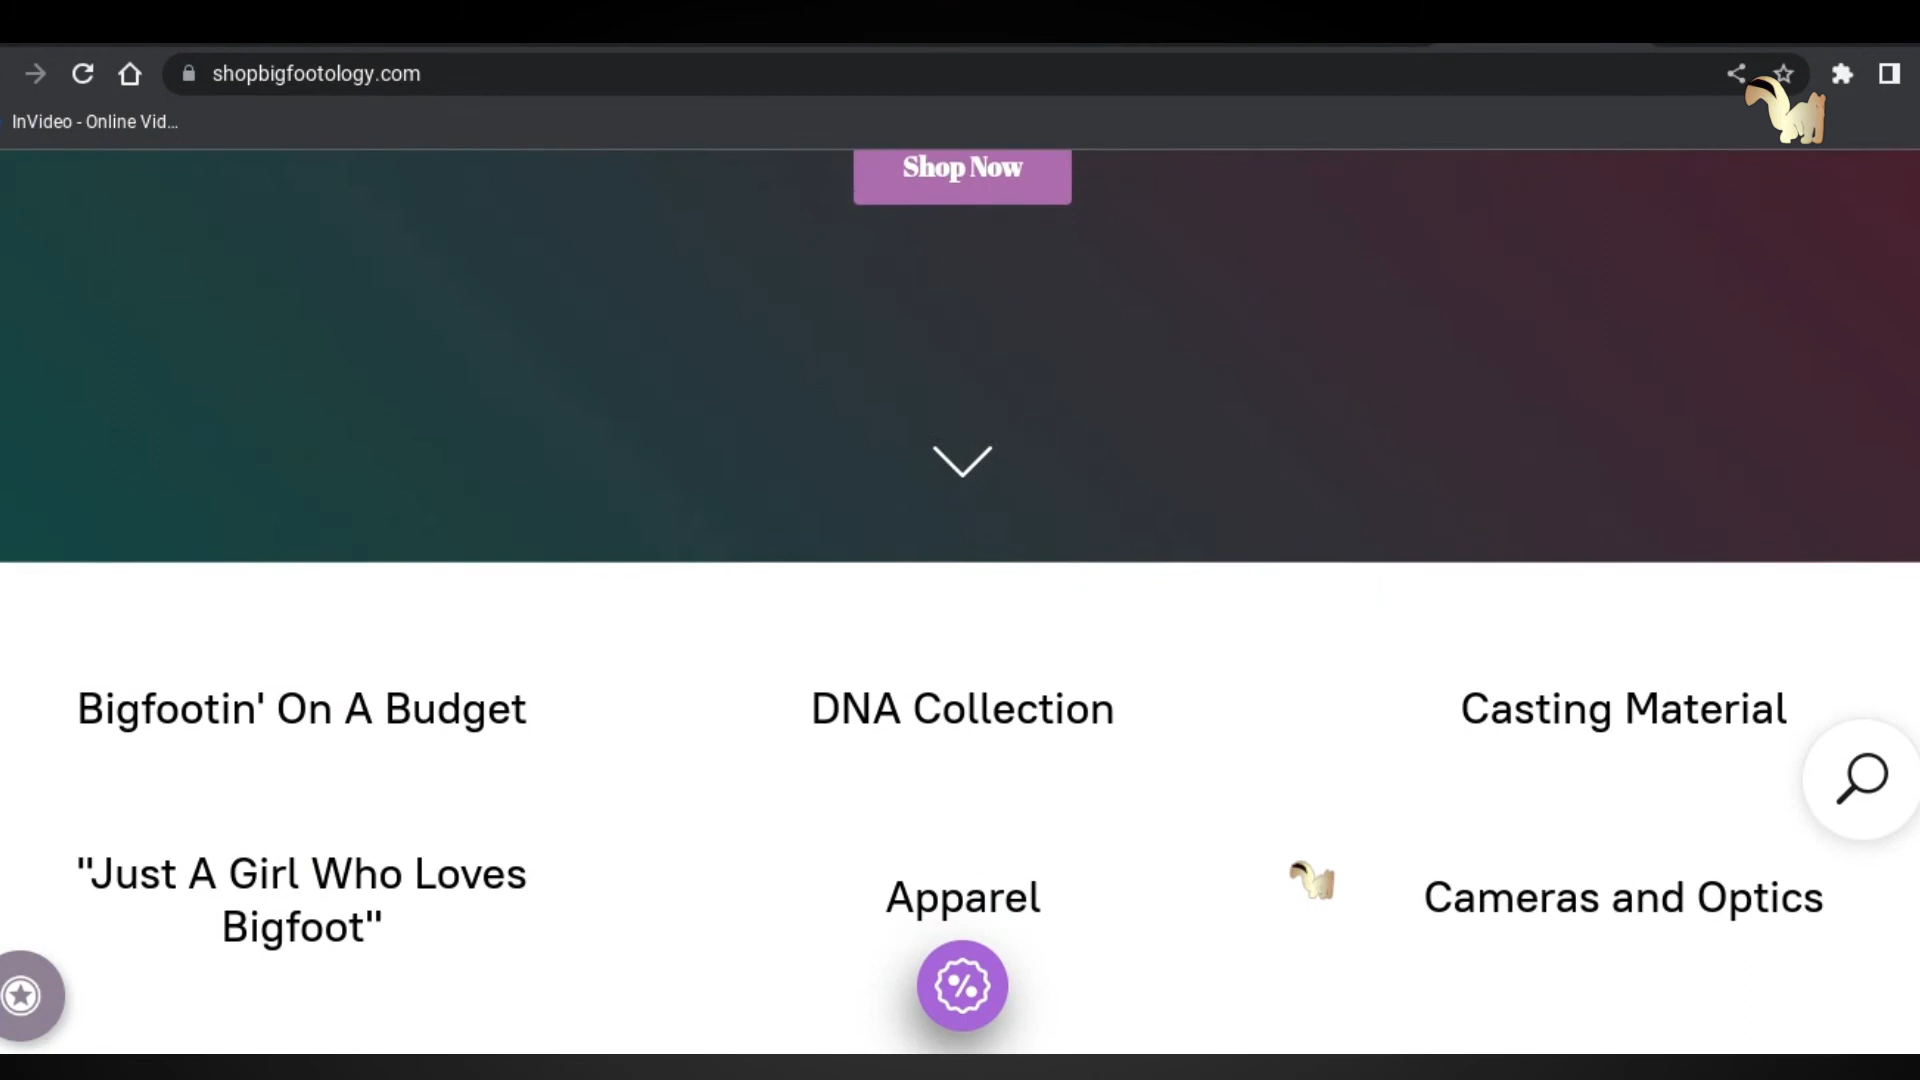 shopbigfootology.com
InVideo - Online Vid...
Shop Now
Bigfootin' On A Budget
DNA Collection
Casting Material
"Just A Girl Who Loves
Bigfoot"
Apparel
Cameras and Optics